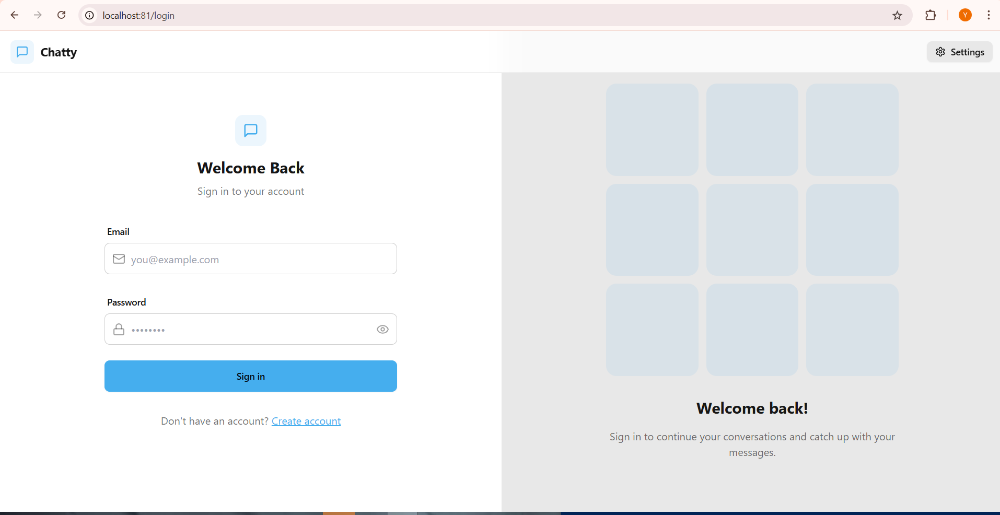 localhost:81/login
Y
Chatty
Settings
Welcome Back
Sign in to your account
Email
you@example.com
Password
••••••••
Sign in
Don't have an account? Create account
Welcome back!
Sign in to continue your conversations and catch up with your
messages.